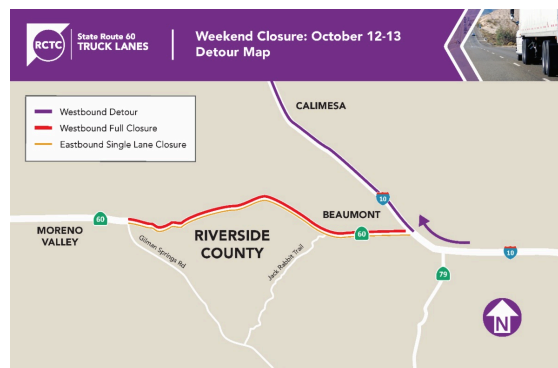 RCTC
State Route 60
TRUCK LANES
Weekend Closure: October 12-13
Detour Map
Westbound Detour
Westbound Full Closure
Eastbound Single Lane Closure
CALIMESA
10
BEAUMONT
60
MORENO
VALLEY
Gilman Springs Rd
RIVERSIDE
COUNTY
Jack Rabbit Trail
60
10
79
N